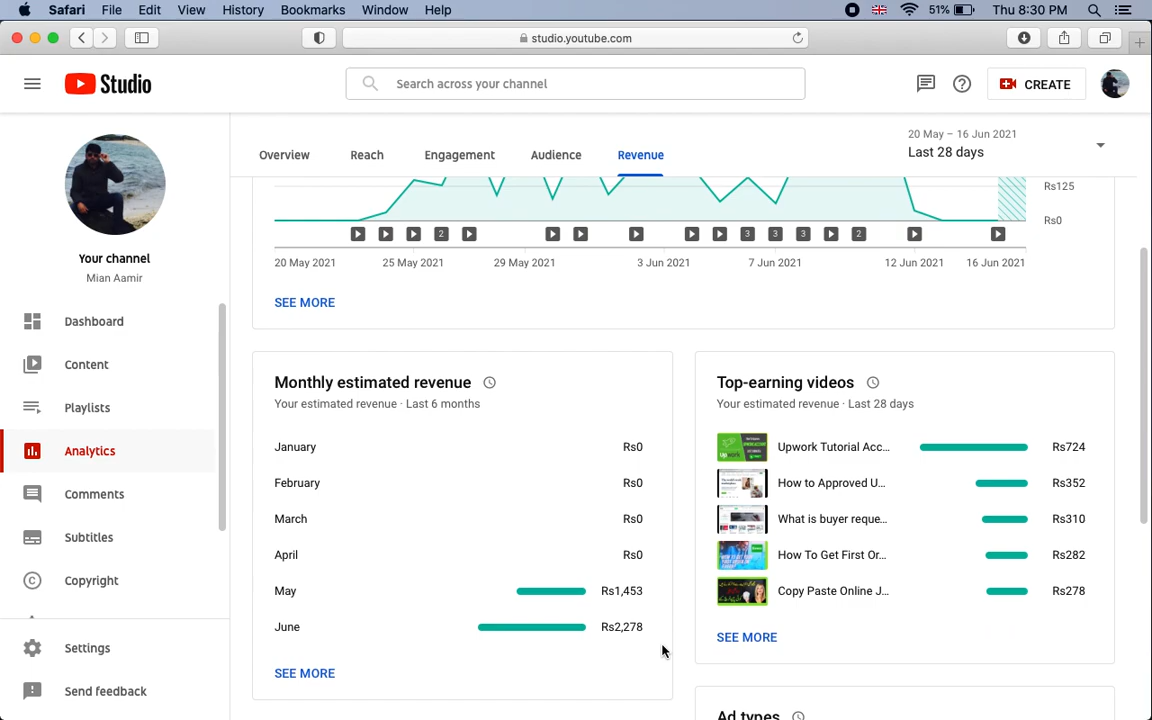 Safari File Edit View History Bookmarks Window Help 51% Thu 8:30 PM
studio.youtube.com
Studio Search across your channel CREATE
Your channel
Mian Aamir
Dashboard
Content
Playlists
Analytics
Comments
Subtitles
Copyright
Settings
Send feedback
Overview Reach Engagement Audience Revenue
20 May – 16 Jun 2021
Last 28 days
Rs125
Rs0
2 3 3 3 2
20 May 2021 25 May 2021 29 May 2021 3 Jun 2021 7 Jun 2021 12 Jun 2021 16 Jun 2021
SEE MORE
Monthly estimated revenue
Your estimated revenue · Last 6 months
January Rs0
February Rs0
March Rs0
April Rs0
May Rs1,453
June Rs2,278
SEE MORE
Top-earning videos
Your estimated revenue · Last 28 days
Upwork Tutorial Acc... Rs724
How to Approved U... Rs352
What is buyer reque... Rs310
How To Get First Or... Rs282
Copy Paste Online J... Rs278
SEE MORE
Ad types